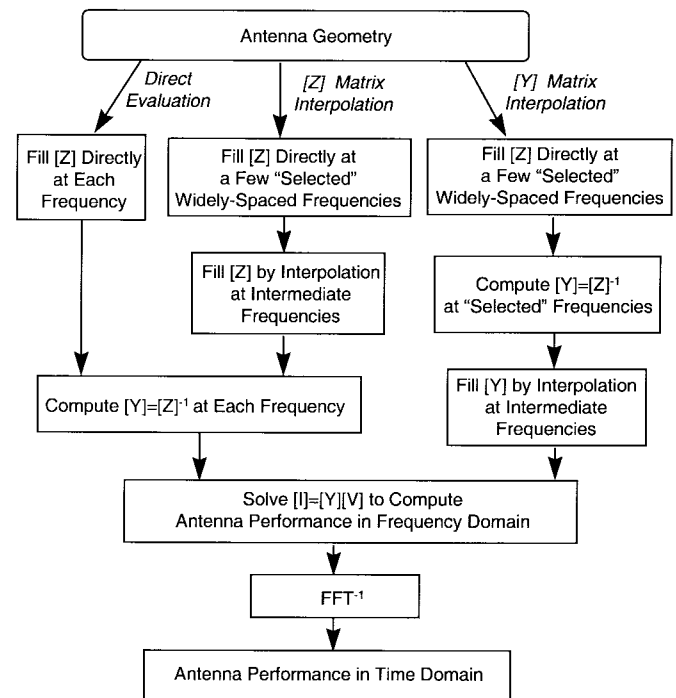 Antenna Geometry
Direct
Evaluation
[Z] Matrix
Interpolation
[Y] Matrix
Interpolation
Fill [Z] Directly
at Each
Frequency
Fill [Z] Directly at
a Few “Selected”
Widely-Spaced Frequencies
Fill [Z] Directly at
a Few “Selected”
Widely-Spaced Frequencies
Fill [Z] by Interpolation
at Intermediate
Frequencies
Compute [Y]=[Z]⁻¹
at “Selected” Frequencies
Compute [Y]=[Z]⁻¹ at Each Frequency
Fill [Y] by Interpolation
at Intermediate
Frequencies
Solve [I]=[Y][V] to Compute
Antenna Performance in Frequency Domain
FFT⁻¹
Antenna Performance in Time Domain